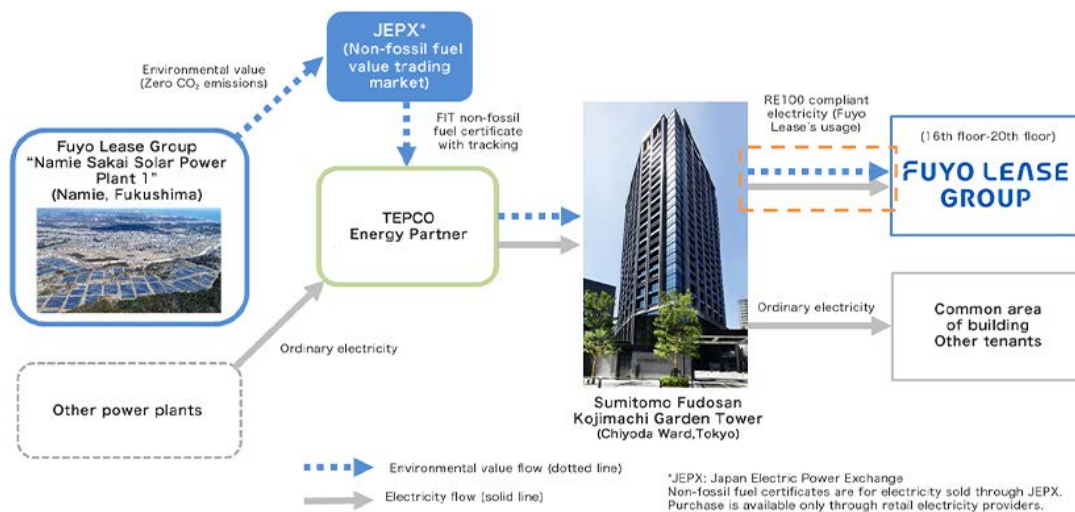 JEPX*
(Non-fossil fuel
value trading
market)
Environmental value
(Zero CO₂ emissions)
FIT non-fossil
fuel certificate
with tracking
RE100 compliant
electricity (Fuyo
Lease's usage)
Fuyo Lease Group
"Namie Sakai Solar Power
Plant 1"
(Namie, Fukushima)
TEPCO
Energy Partner
(16th floor-20th floor)
FUYO LEASE
GROUP
Ordinary electricity
Ordinary electricity
Common area
of building
Other tenants
Other power plants
Sumitomo Fudosan
Kojimachi Garden Tower
(Chiyoda Ward,Tokyo)
Environmental value flow (dotted line)
Electricity flow (solid line)
*JEPX: Japan Electric Power Exchange
Non-fossil fuel certificates are for electricity sold through JEPX.
Purchase is available only through retail electricity providers.